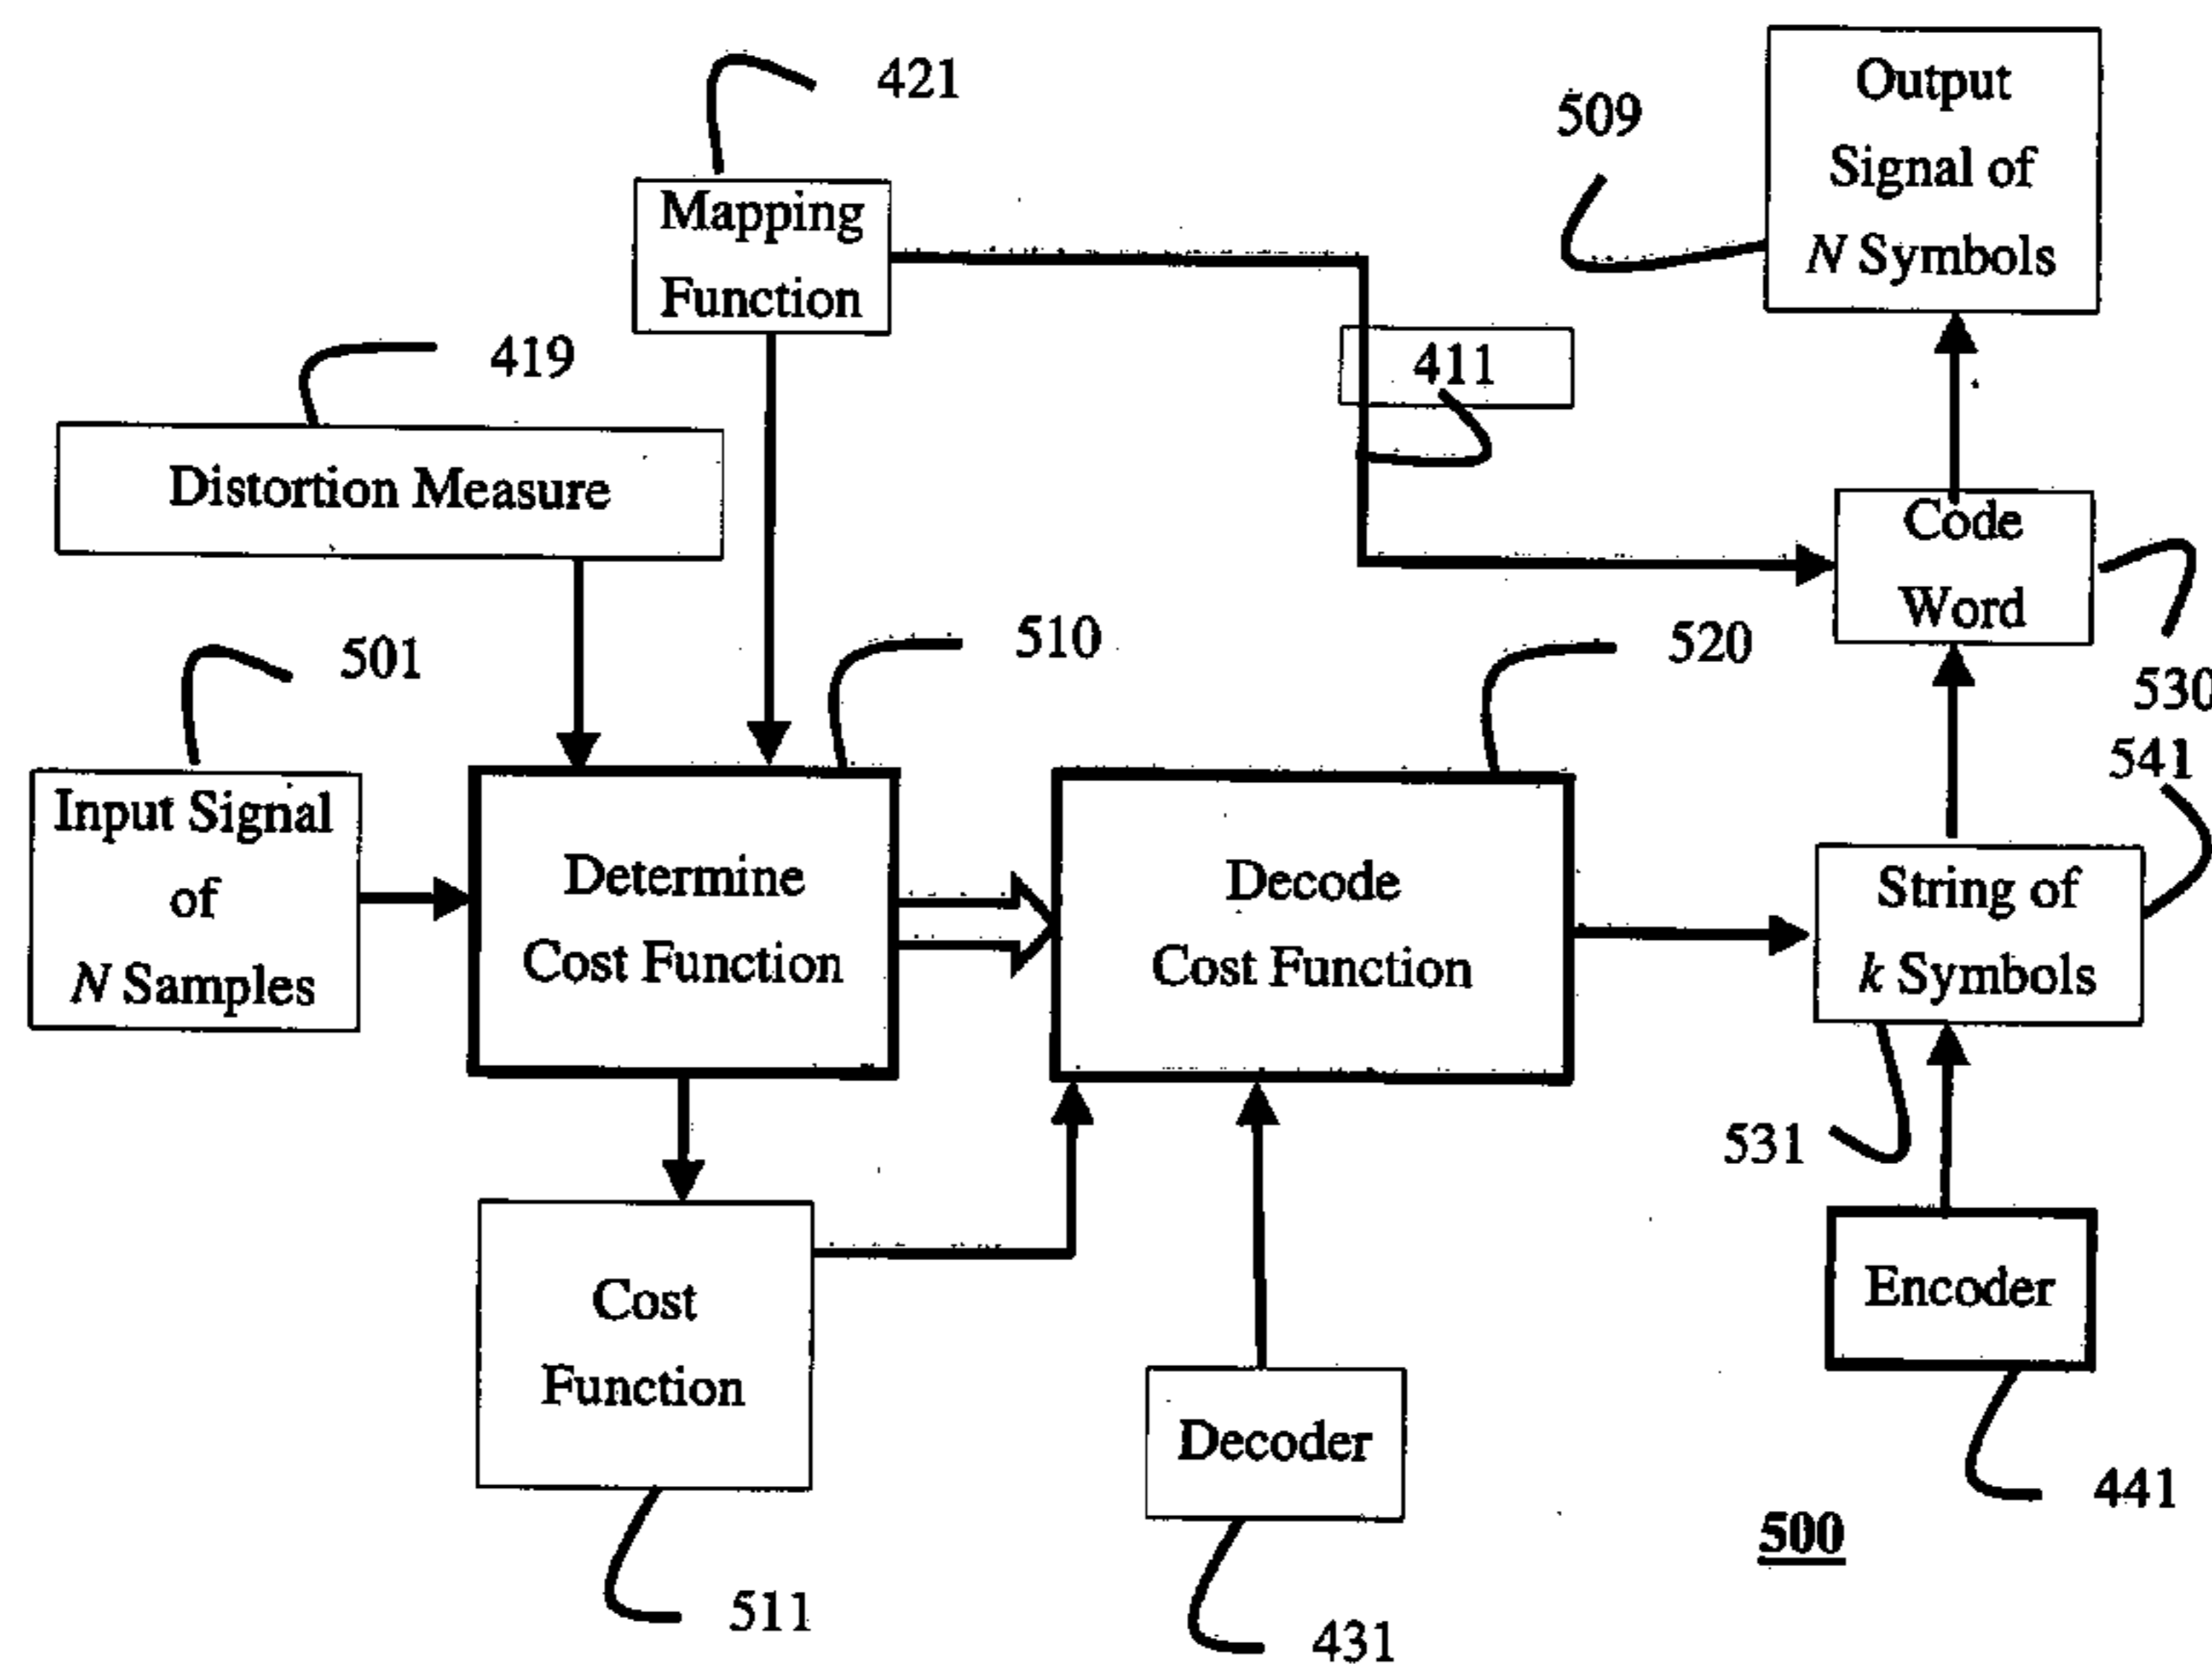 421
Output
Signal of
N Symbols
509
Mapping
Function
419
411
Distortion Measure
Code
Word
501
510
520
530
541
Input Signal
of
N Samples
Determine
Cost Function
Decode
Cost Function
String of
k Symbols
531
Cost
Function
Encoder
Decoder
441
500
511
431